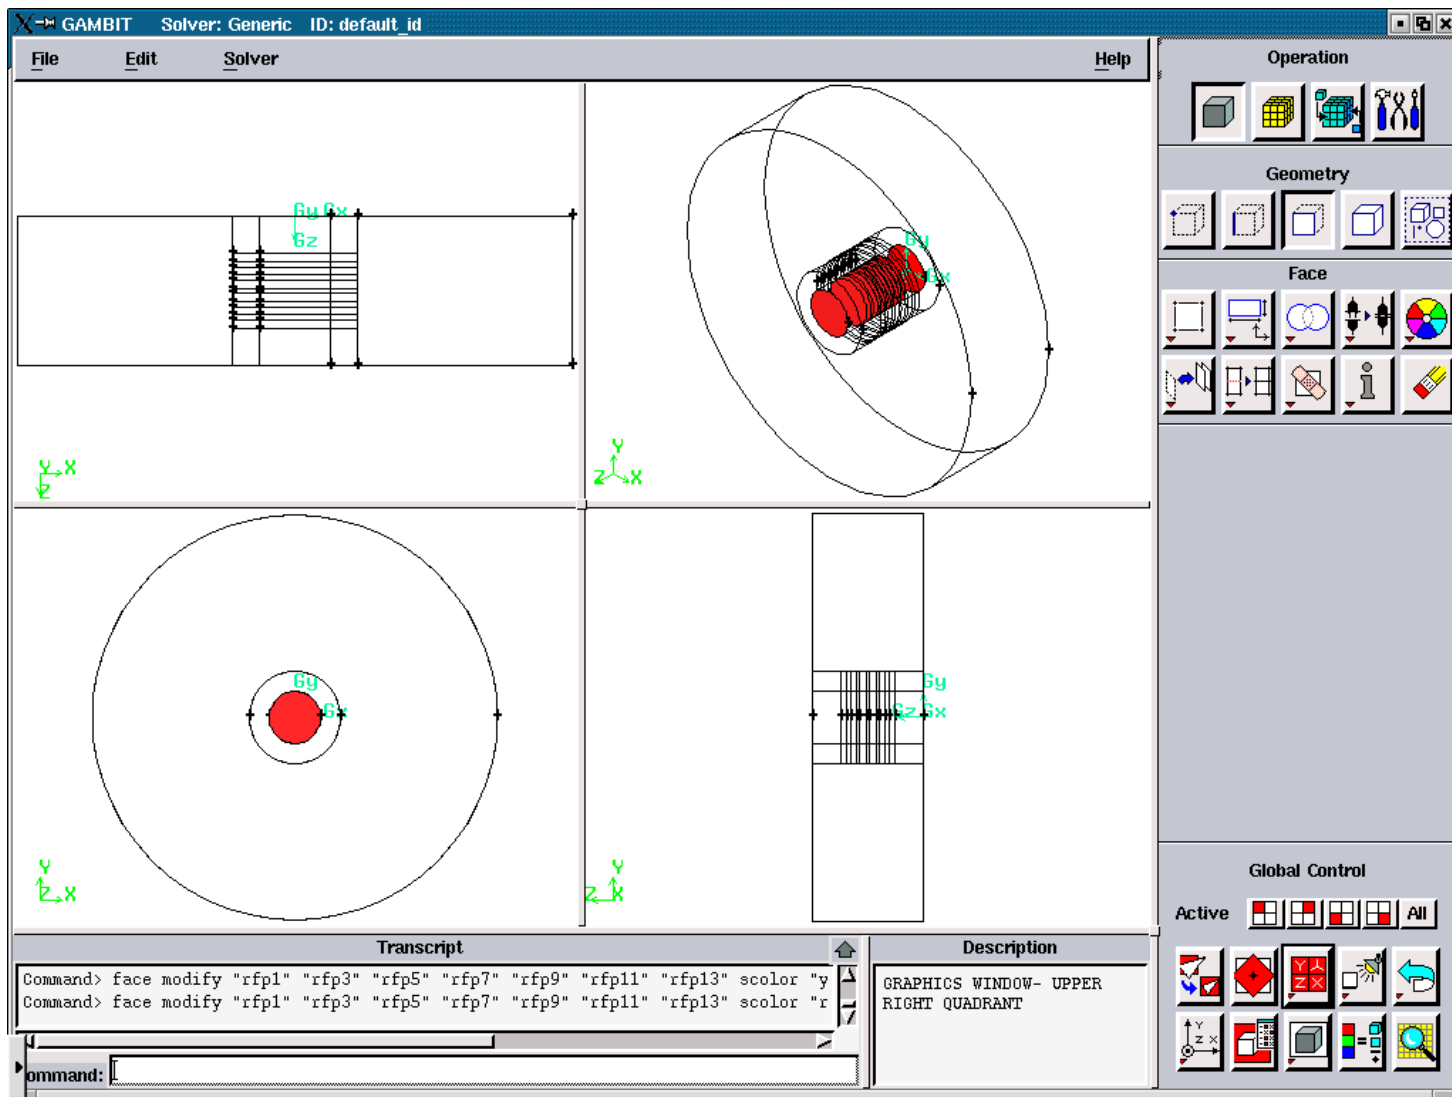 GAMBIT Solver: Generic ID: default_id
File Edit Solver Help
Operation
Geometry
Face
Gy Gx
Gz
Y X
Z
Gy
Gx
Y
Z X
Gy
Gx
Y
Z X
Gy
Gz Gx
Y
Z X
Global Control
Active All
Transcript
Command> face modify "rfp1" "rfp3" "rfp5" "rfp7" "rfp9" "rfp11" "rfp13" scolor "y
Command> face modify "rfp1" "rfp3" "rfp5" "rfp7" "rfp9" "rfp11" "rfp13" scolor "r
ommand:
Description
GRAPHICS WINDOW- UPPER
RIGHT QUADRANT
Y
Z X
Y
Z X